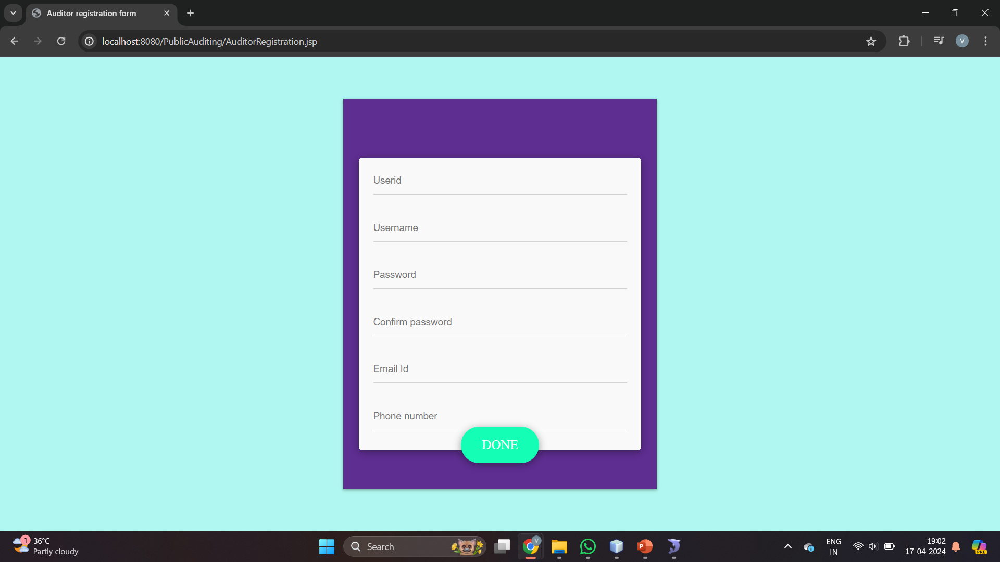 Auditor registration form
localhost:8080/PublicAuditing/AuditorRegistration.jsp
V
Userid
Username
Password
Confirm password
Email Id
Phone number
DONE
1
36°C
Partly cloudy
Search
V
P
ENG
IN
19:02
17-04-2024
PRE